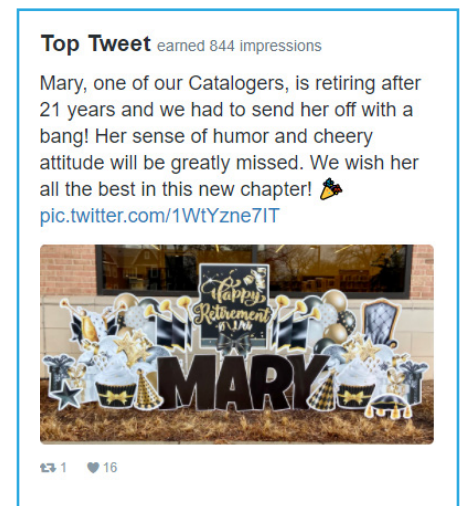 Top Tweet earned 844 impressions
Mary, one of our Catalogers, is retiring after
21 years and we had to send her off with a
bang! Her sense of humor and cheery
attitude will be greatly missed. We wish her
all the best in this new chapter! 🎉
pic.twitter.com/1WtYzne7IT
Happy
Retirement
MARY
1 16